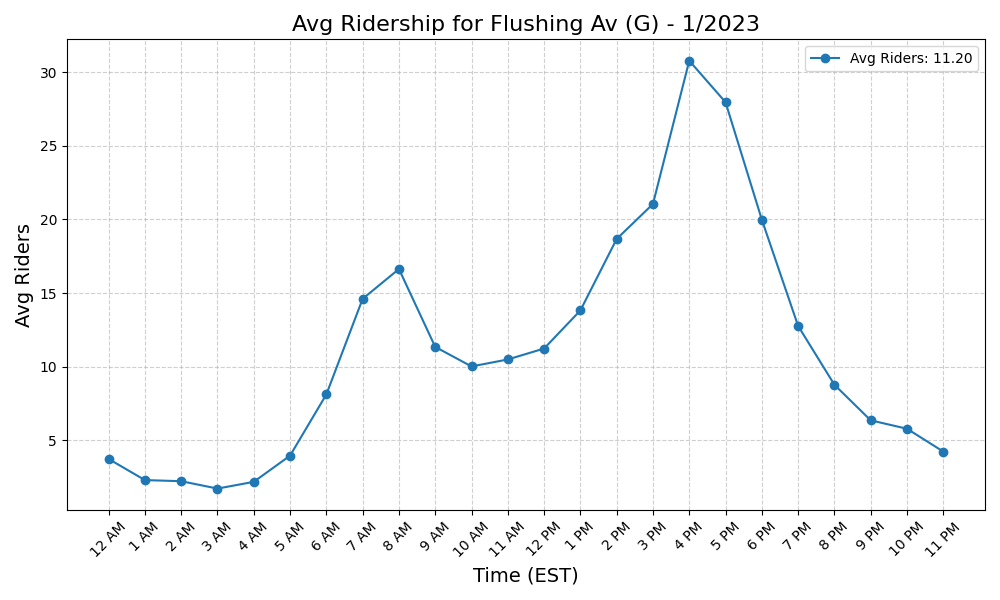 Avg Ridership for Flushing Av (G) - 1/2023
Avg Riders: 11.20
Avg Riders
30
25
20
15
10
5
12 AM
1 AM
2 AM
3 AM
4 AM
5 AM
6 AM
7 AM
8 AM
9 AM
10 AM
11 AM
12 PM
1 PM
2 PM
3 PM
4 PM
5 PM
6 PM
7 PM
8 PM
9 PM
10 PM
11 PM
Time (EST)